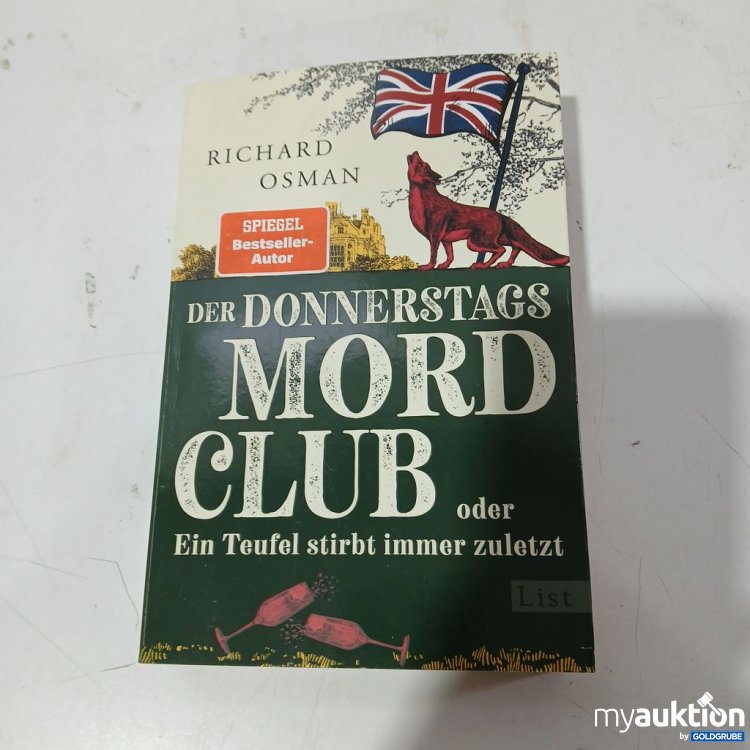 RICHARD
OSMAN
SPIEGEL
Bestseller-
Autor
DER DONNERSTAGS
MORD
CLUB oder
Ein Teufel stirbt immer zuletzt
List
myauktion
by GOLDGRUBE